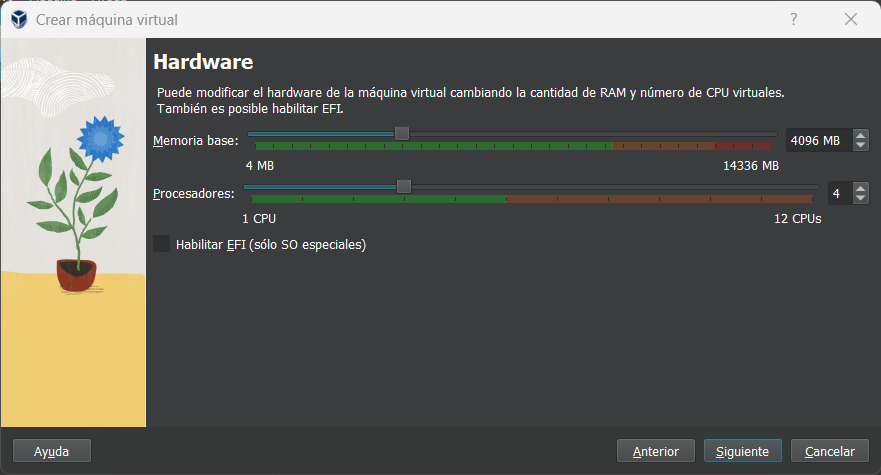 Crear máquina virtual
?
Hardware
Puede modificar el hardware de la máquina virtual cambiando la cantidad de RAM y número de CPU virtuales.
También es posible habilitar EFI.
Memoria base:
4096 MB
4 MB
14336 MB
Procesadores:
4
1 CPU
12 CPUs
Habilitar EFI (sólo SO especiales)
Ayuda
Anterior
Siguiente
Cancelar